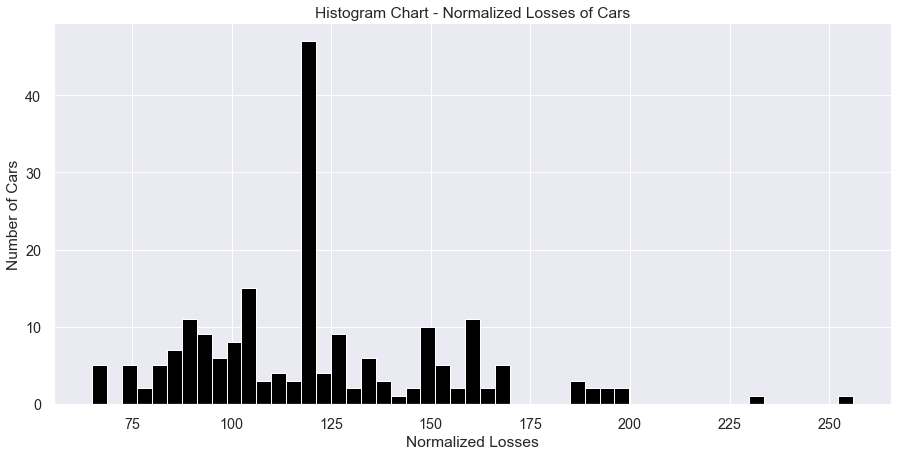 Histogram Chart - Normalized Losses of Cars
Number of Cars
40
30
20
10
0
75 100 125 150 175 200 225 250
Normalized Losses